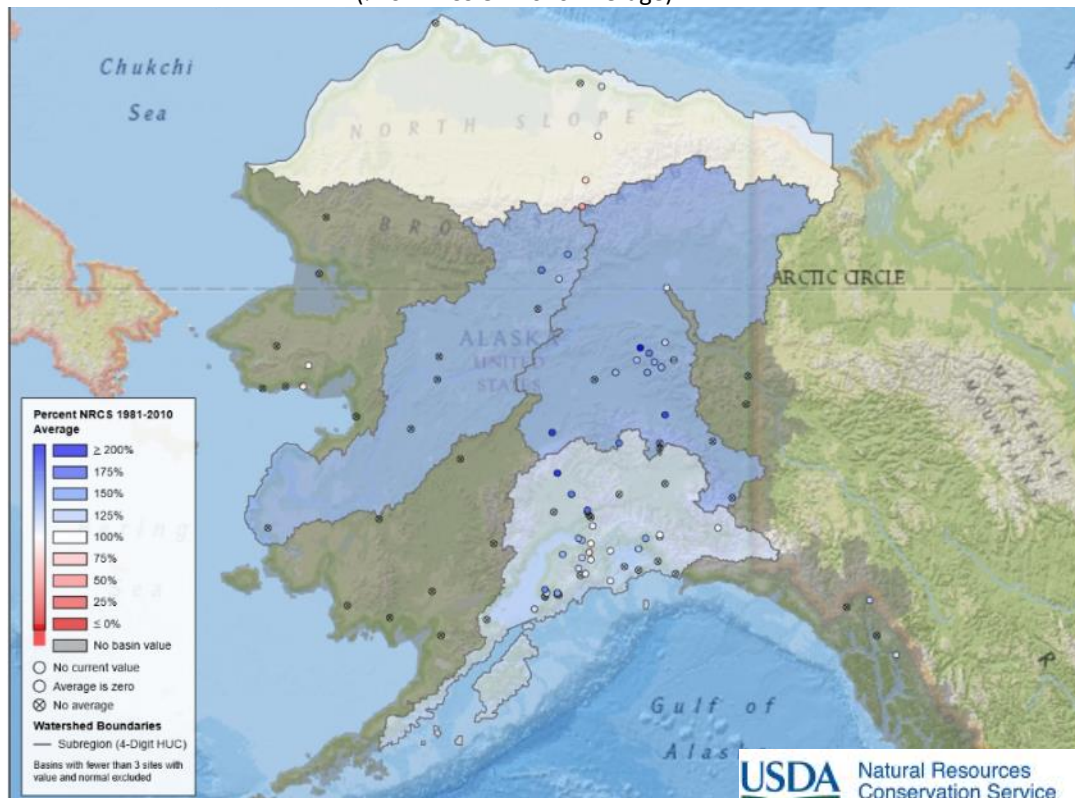 Chukchi
Sea
NORTH SLOPE
ARCTIC CIRCLE
ALASKA
UNITED
STATES
MACKENZIE
MOUNTAINS
Percent NRCS 1981-2010
Average
≥ 200%
175%
150%
125%
100%
75%
50%
25%
≤ 0%
No basin value
No current value
Average is zero
No average
Watershed Boundaries
Subregion (4-Digit HUC)
Basins with fewer than 3 sites with
value and normal excluded
Gulf of
Alaska
USDA
Natural Resources
Conservation Service